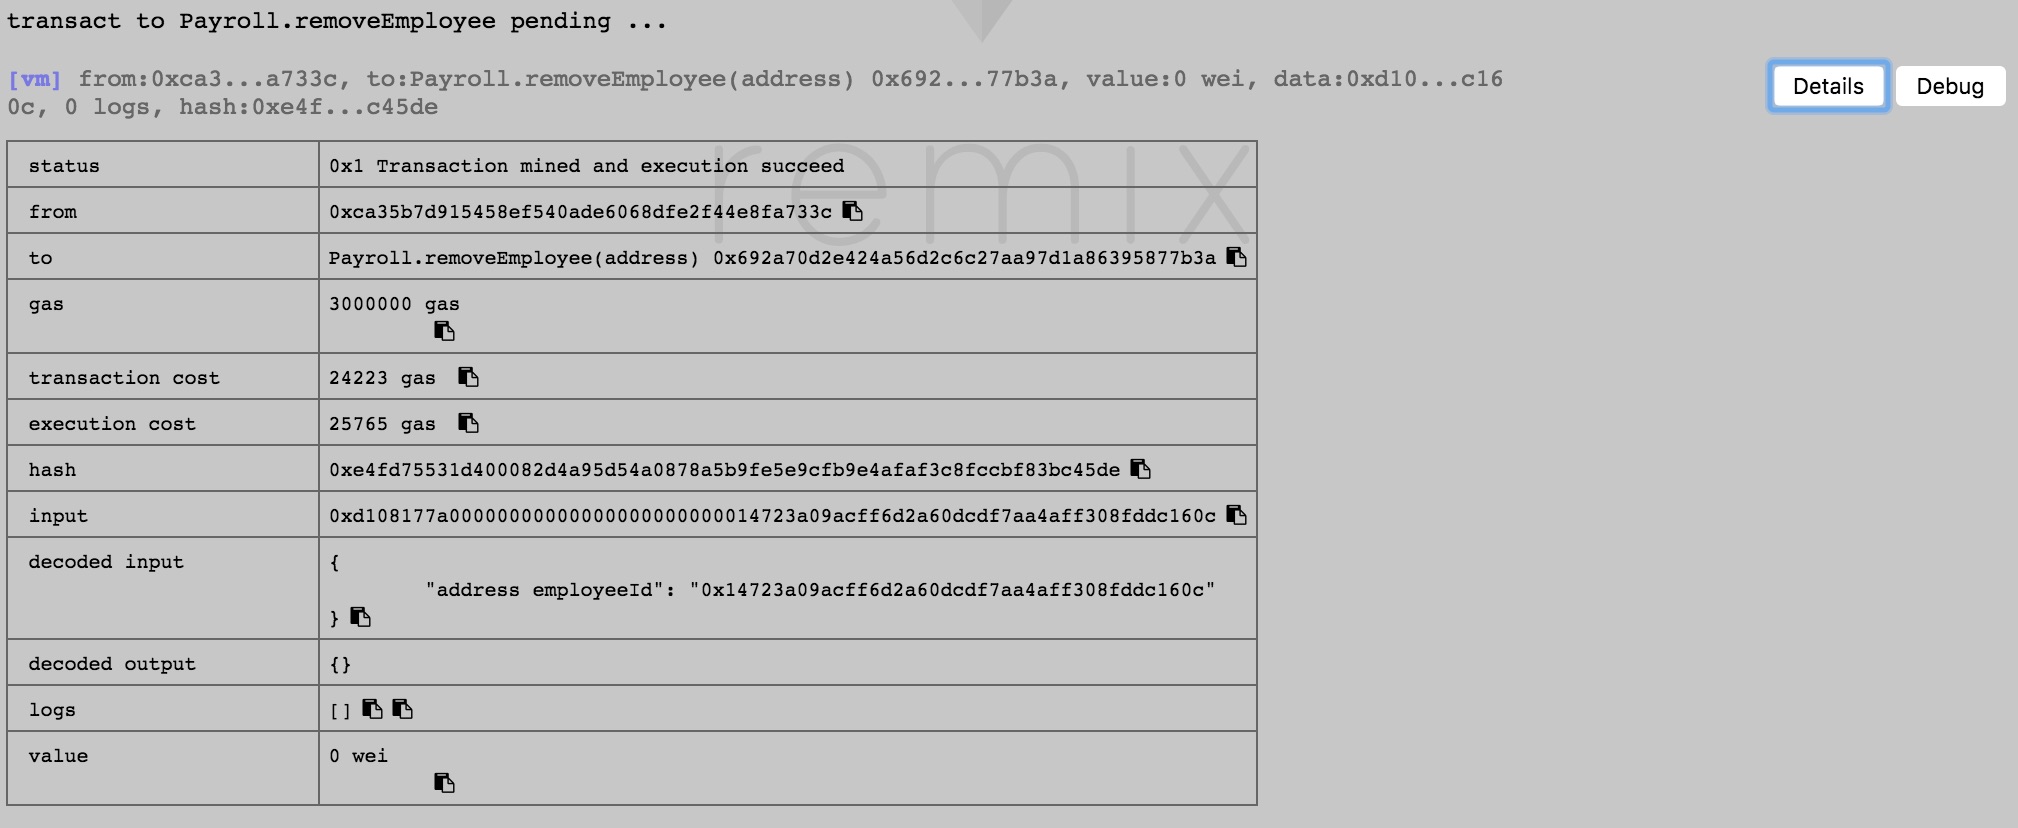 transact to Payroll.removeEmployee pending ...
[vm] from:0xca3...a733c, to:Payroll.removeEmployee(address) 0x692...77b3a, value:0 wei, data:0xd10...c16
0c, 0 logs, hash:0xe4f...c45de
Details Debug
remix
status 0x1 Transaction mined and execution succeed
from 0xca35b7d915458ef540ade6068dfe2f44e8fa733c
to Payroll.removeEmployee(address) 0x692a70d2e424a56d2c6c27aa97d1a86395877b3a
gas 3000000 gas
transaction cost 24223 gas
execution cost 25765 gas
hash 0xe4fd75531d400082d4a95d54a0878a5b9fe5e9cfb9e4afaf3c8fccbf83bc45de
input 0xd108177a00000000000000000000000014723a09acff6d2a60dcdf7aa4aff308fddc160c
decoded input {
"address employeeId": "0x14723a09acff6d2a60dcdf7aa4aff308fddc160c"
}
decoded output {}
logs []
value 0 wei